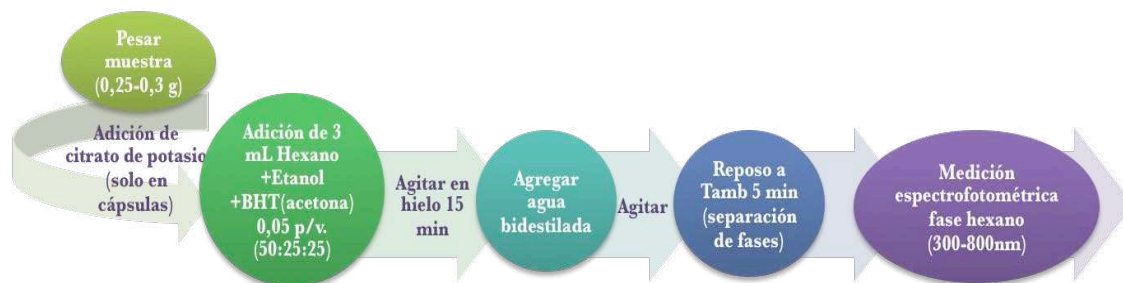 Pesar
muestra
(0,25-0,3 g)
Adición de
citrato de potasio
(solo en
cápsulas)
Adición de 3
mL Hexano
+Etanol
+BHT(acetona)
0,05 p/v.
(50:25:25)
Agitar en
hielo 15
min
Agregar
agua
bidestilada
Agitar
Reposo a
Tamb 5 min
(separación
de fases)
Medición
espectrofotométrica
fase hexano
(300-800nm)